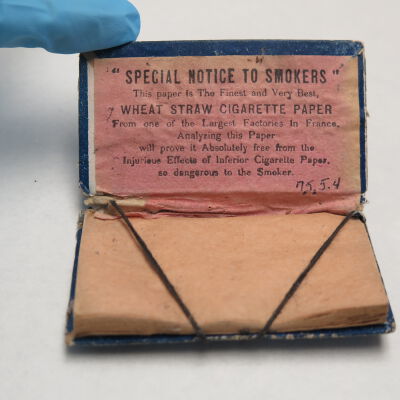 " SPECIAL NOTICE TO SMOKERS "
This paper is The Finest and Very Best,
WHEAT STRAW CIGARETTE PAPER
From one of the Largest Factories in France.
Analyzing this Paper
will prove it Absolutely free from the
Injurious Effects of Inferior Cigarette Paper,
so dangerous to the Smoker.
75.5.4